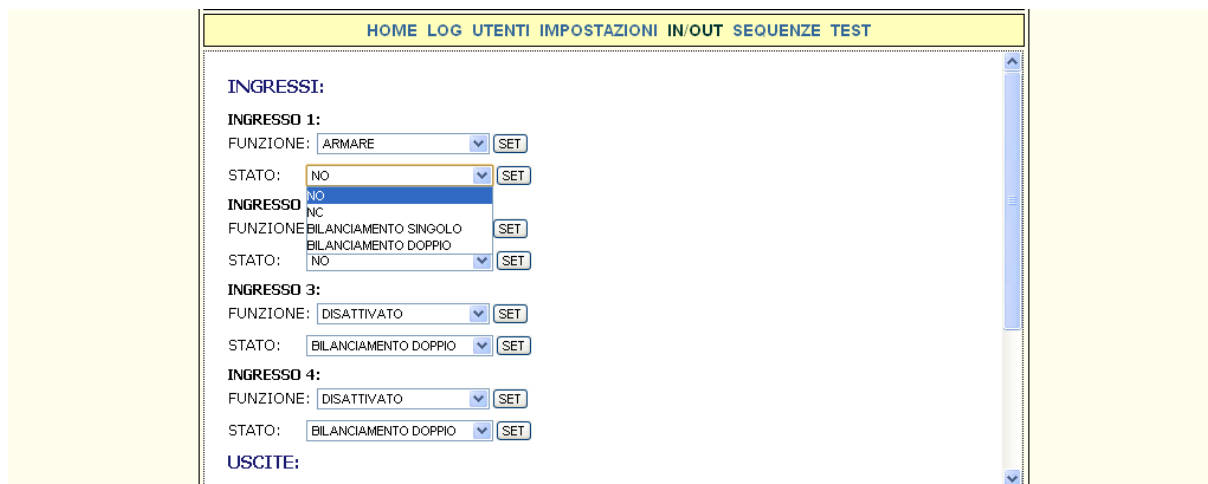 HOME LOG UTENTI IMPOSTAZIONI IN/OUT SEQUENZE TEST
INGRESSI:
INGRESSO 1:
FUNZIONE: ARMARE SET
STATO: NO SET
NO
INGRESSO
NC
FUNZIONE BILANCIAMENTO SINGOLO SET
BILANCIAMENTO DOPPIO
STATO: NO SET
INGRESSO 3:
FUNZIONE: DISATTIVATO SET
STATO: BILANCIAMENTO DOPPIO SET
INGRESSO 4:
FUNZIONE: DISATTIVATO SET
STATO: BILANCIAMENTO DOPPIO SET
USCITE: